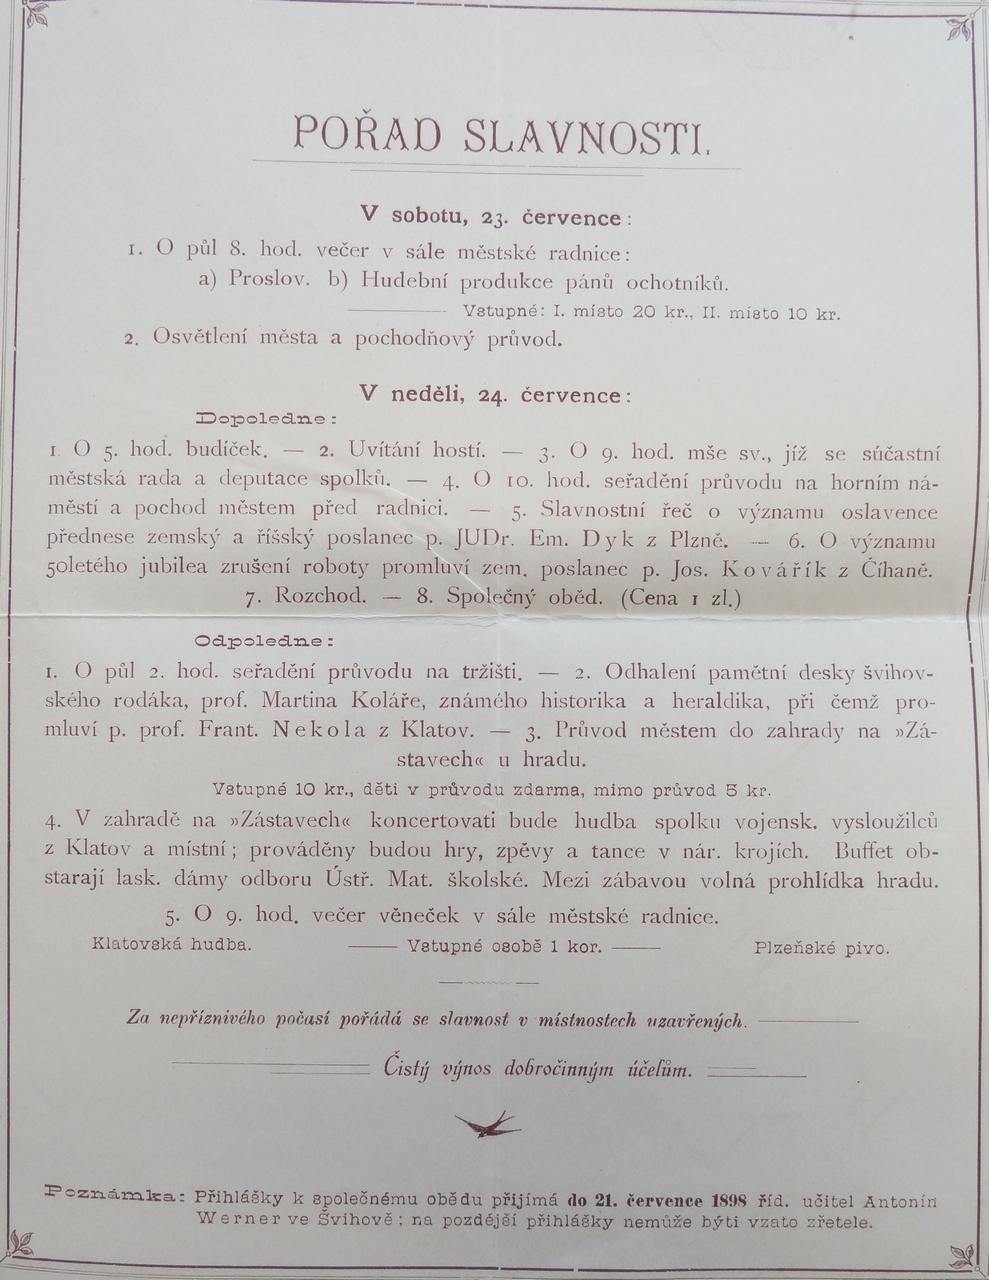 POŘAD SLAVNOSTI.
V sobotu, 23. července:
1. O půl 8. hod. večer v sále městské radnice:
a) Proslov. b) Hudební produkce pánů ochotníků.
Vstupné: I. místo 20 kr., II. místo 10 kr.
2. Osvětlení města a pochodňový průvod.
V neděli, 24. července:
Dopoledne:
1. O 5. hod. budíček. — 2. Uvítání hostí. — 3. O 9. hod. mše sv., jíž se súčastní
městská rada a deputace spolků. — 4. O 10. hod. seřadění průvodu na horním ná-
městí a pochod městem před radnici. — 5. Slavnostní řeč o významu oslavence
přednese zemský a říšský poslanec p. JUDr. Em. Dyk z Plzně. — 6. O významu
50letého jubilea zrušení roboty promluví zem. poslanec p. Jos. Kovářík z Číhaně.
7. Rozchod. — 8. Společný oběd. (Cena 1 zl.)
Odpoledne:
1. O půl 2. hod. seřadění průvodu na tržišti. — 2. Odhalení pamětní desky švihov-
ského rodáka, prof. Martina Koláře, známého historika a heraldika, při čemž pro-
mluví p. prof. Frant. Nekola z Klatov. — 3. Průvod městem do zahrady na »Zá-
stavech« u hradu.
Vstupné 10 kr., děti v průvodu zdarma, mimo průvod 5 kr.
4. V zahradě na »Zástavech« koncertovati bude hudba spolku vojensk. vysloužilců
z Klatov a místní; prováděny budou hry, zpěvy a tance v nár. krojích. Buffet ob-
starají lask. dámy odboru Ústř. Mat. školské. Mezi zábavou volná prohlídka hradu.
5. O 9. hod. večer věneček v sále městské radnice.
Klatovská hudba. — Vstupné osobě 1 kor. — Plzeňské pivo.
Za nepříznivého počasí pořádá se slavnost v místnostech uzavřených.
Čistý výnos dobročinným účelům.
Poznámka: Přihlášky k společnému obědu přijímá do 21. července 1898 říd. učitel Antonín
Werner ve Švihově; na pozdější přihlášky nemůže býti vzato zřetele.